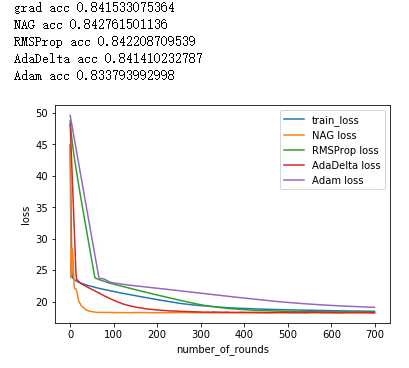 grad acc 0.841533075364
NAG acc 0.842761501136
RMSProp acc 0.842208709539
AdaDelta acc 0.841410232787
Adam acc 0.833793992998
train_loss
NAG loss
RMSProp loss
AdaDelta loss
Adam loss
50
45
40
35
30
25
20
loss
0 100 200 300 400 500 600 700
number_of_rounds